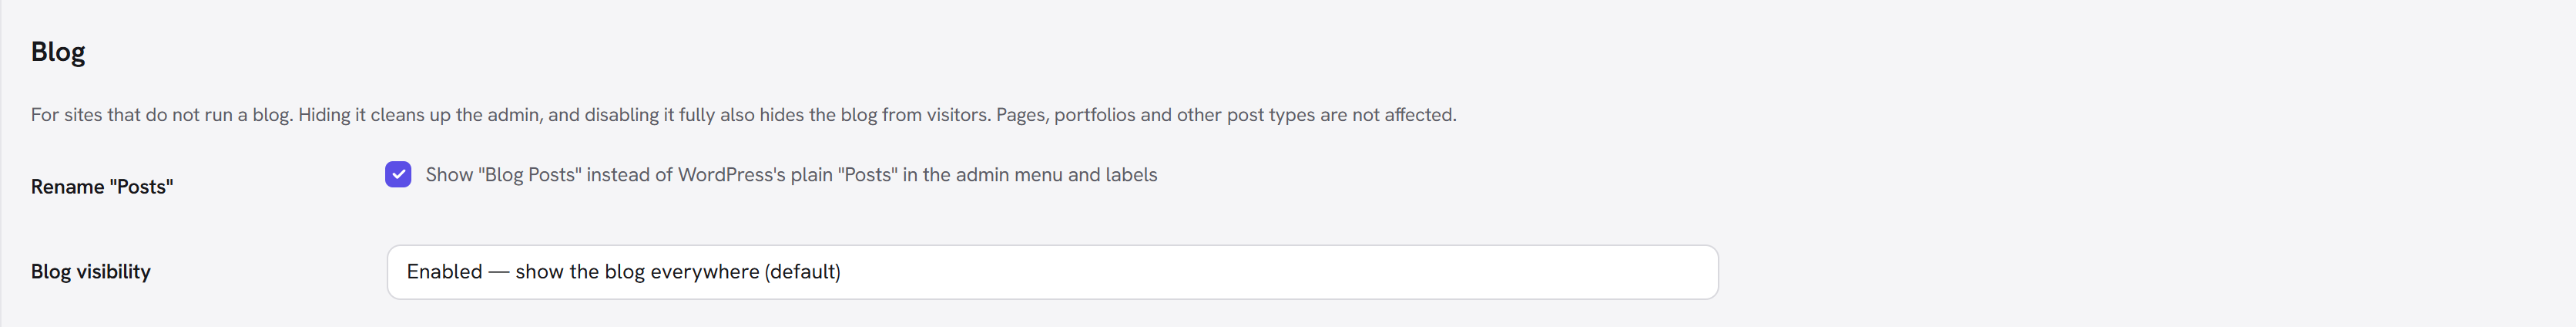 Blog
For sites that do not run a blog. Hiding it cleans up the admin, and disabling it fully also hides the blog from visitors. Pages, portfolios and other post types are not affected.
Rename "Posts"
Show "Blog Posts" instead of WordPress's plain "Posts" in the admin menu and labels
Blog visibility
Enabled — show the blog everywhere (default)